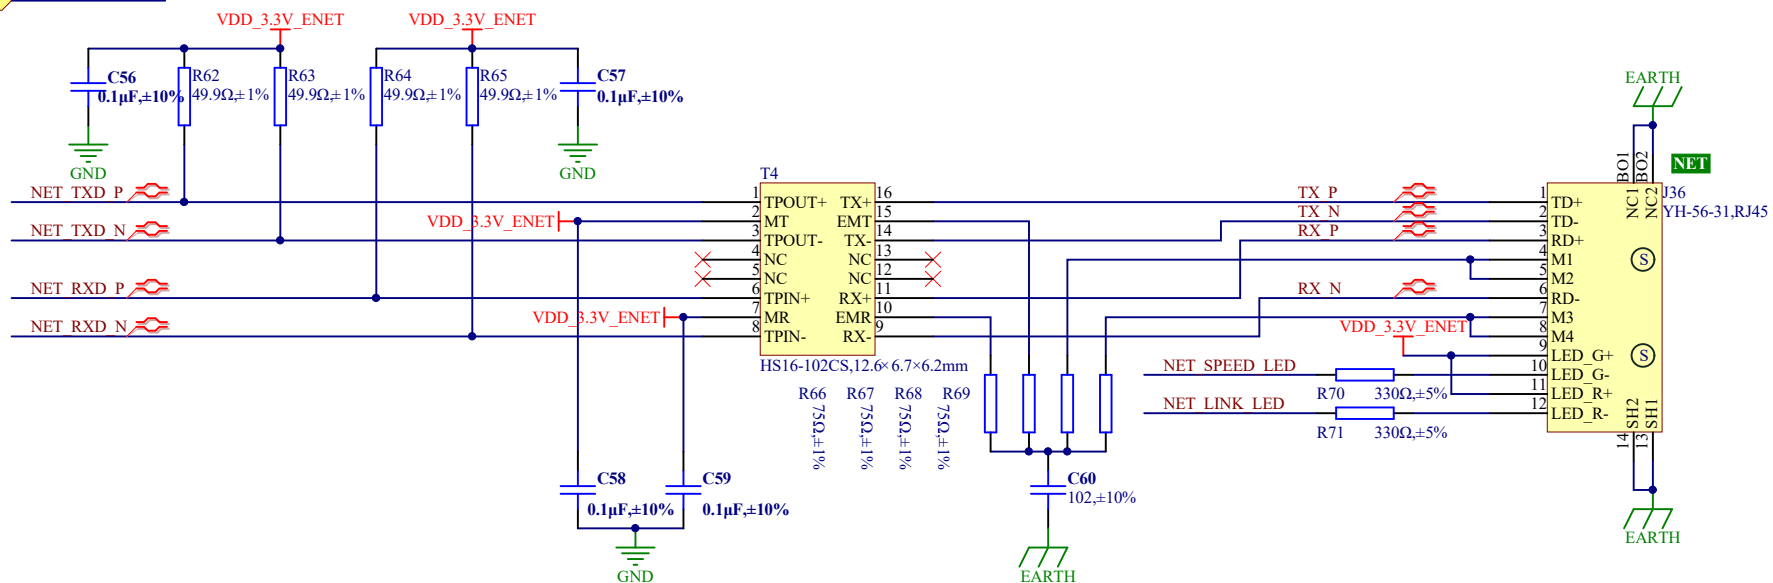 VDD_3.3V_ENET
VDD_3.3V_ENET
C56
0.1µF,±10%
R62
49.9Ω,±1%
R63
49.9Ω,±1%
R64
49.9Ω,±1%
R65
49.9Ω,±1%
C57
0.1µF,±10%
GND
GND
EARTH
NET
NET_TXD_P
NET_TXD_N
NET_RXD_P
NET_RXD_N
VDD_3.3V_ENET
VDD_3.3V_ENET
T4
1 TPOUT+ TX+ 16
2 MT EMT 15
3 TPOUT- TX- 14
4 NC NC 13
5 NC NC 12
6 TPIN+ RX+ 11
7 MR EMR 10
8 TPIN- RX- 9
HS16-102CS,12.6×6.7×6.2mm
TX_P
TX_N
RX_P
RX_N
VDD_3.3V_ENET
NET_SPEED_LED
NET_LINK_LED
R70 330Ω,±5%
R71 330Ω,±5%
BO1
BO2
NC1
NC2
J36
YH-56-31,RJ45
1 TD+
2 TD-
3 RD+
4 M1
5 M2
6 RD-
7 M3
8 M4
9 LED_G+
10 LED_G-
11 LED_R+
12 LED_R-
S
S
SH2
SH1
14
13
EARTH
R66
75Ω,±1%
R67
75Ω,±1%
R68
75Ω,±1%
R69
75Ω,±1%
C58
0.1µF,±10%
C59
0.1µF,±10%
GND
C60
102,±10%
EARTH